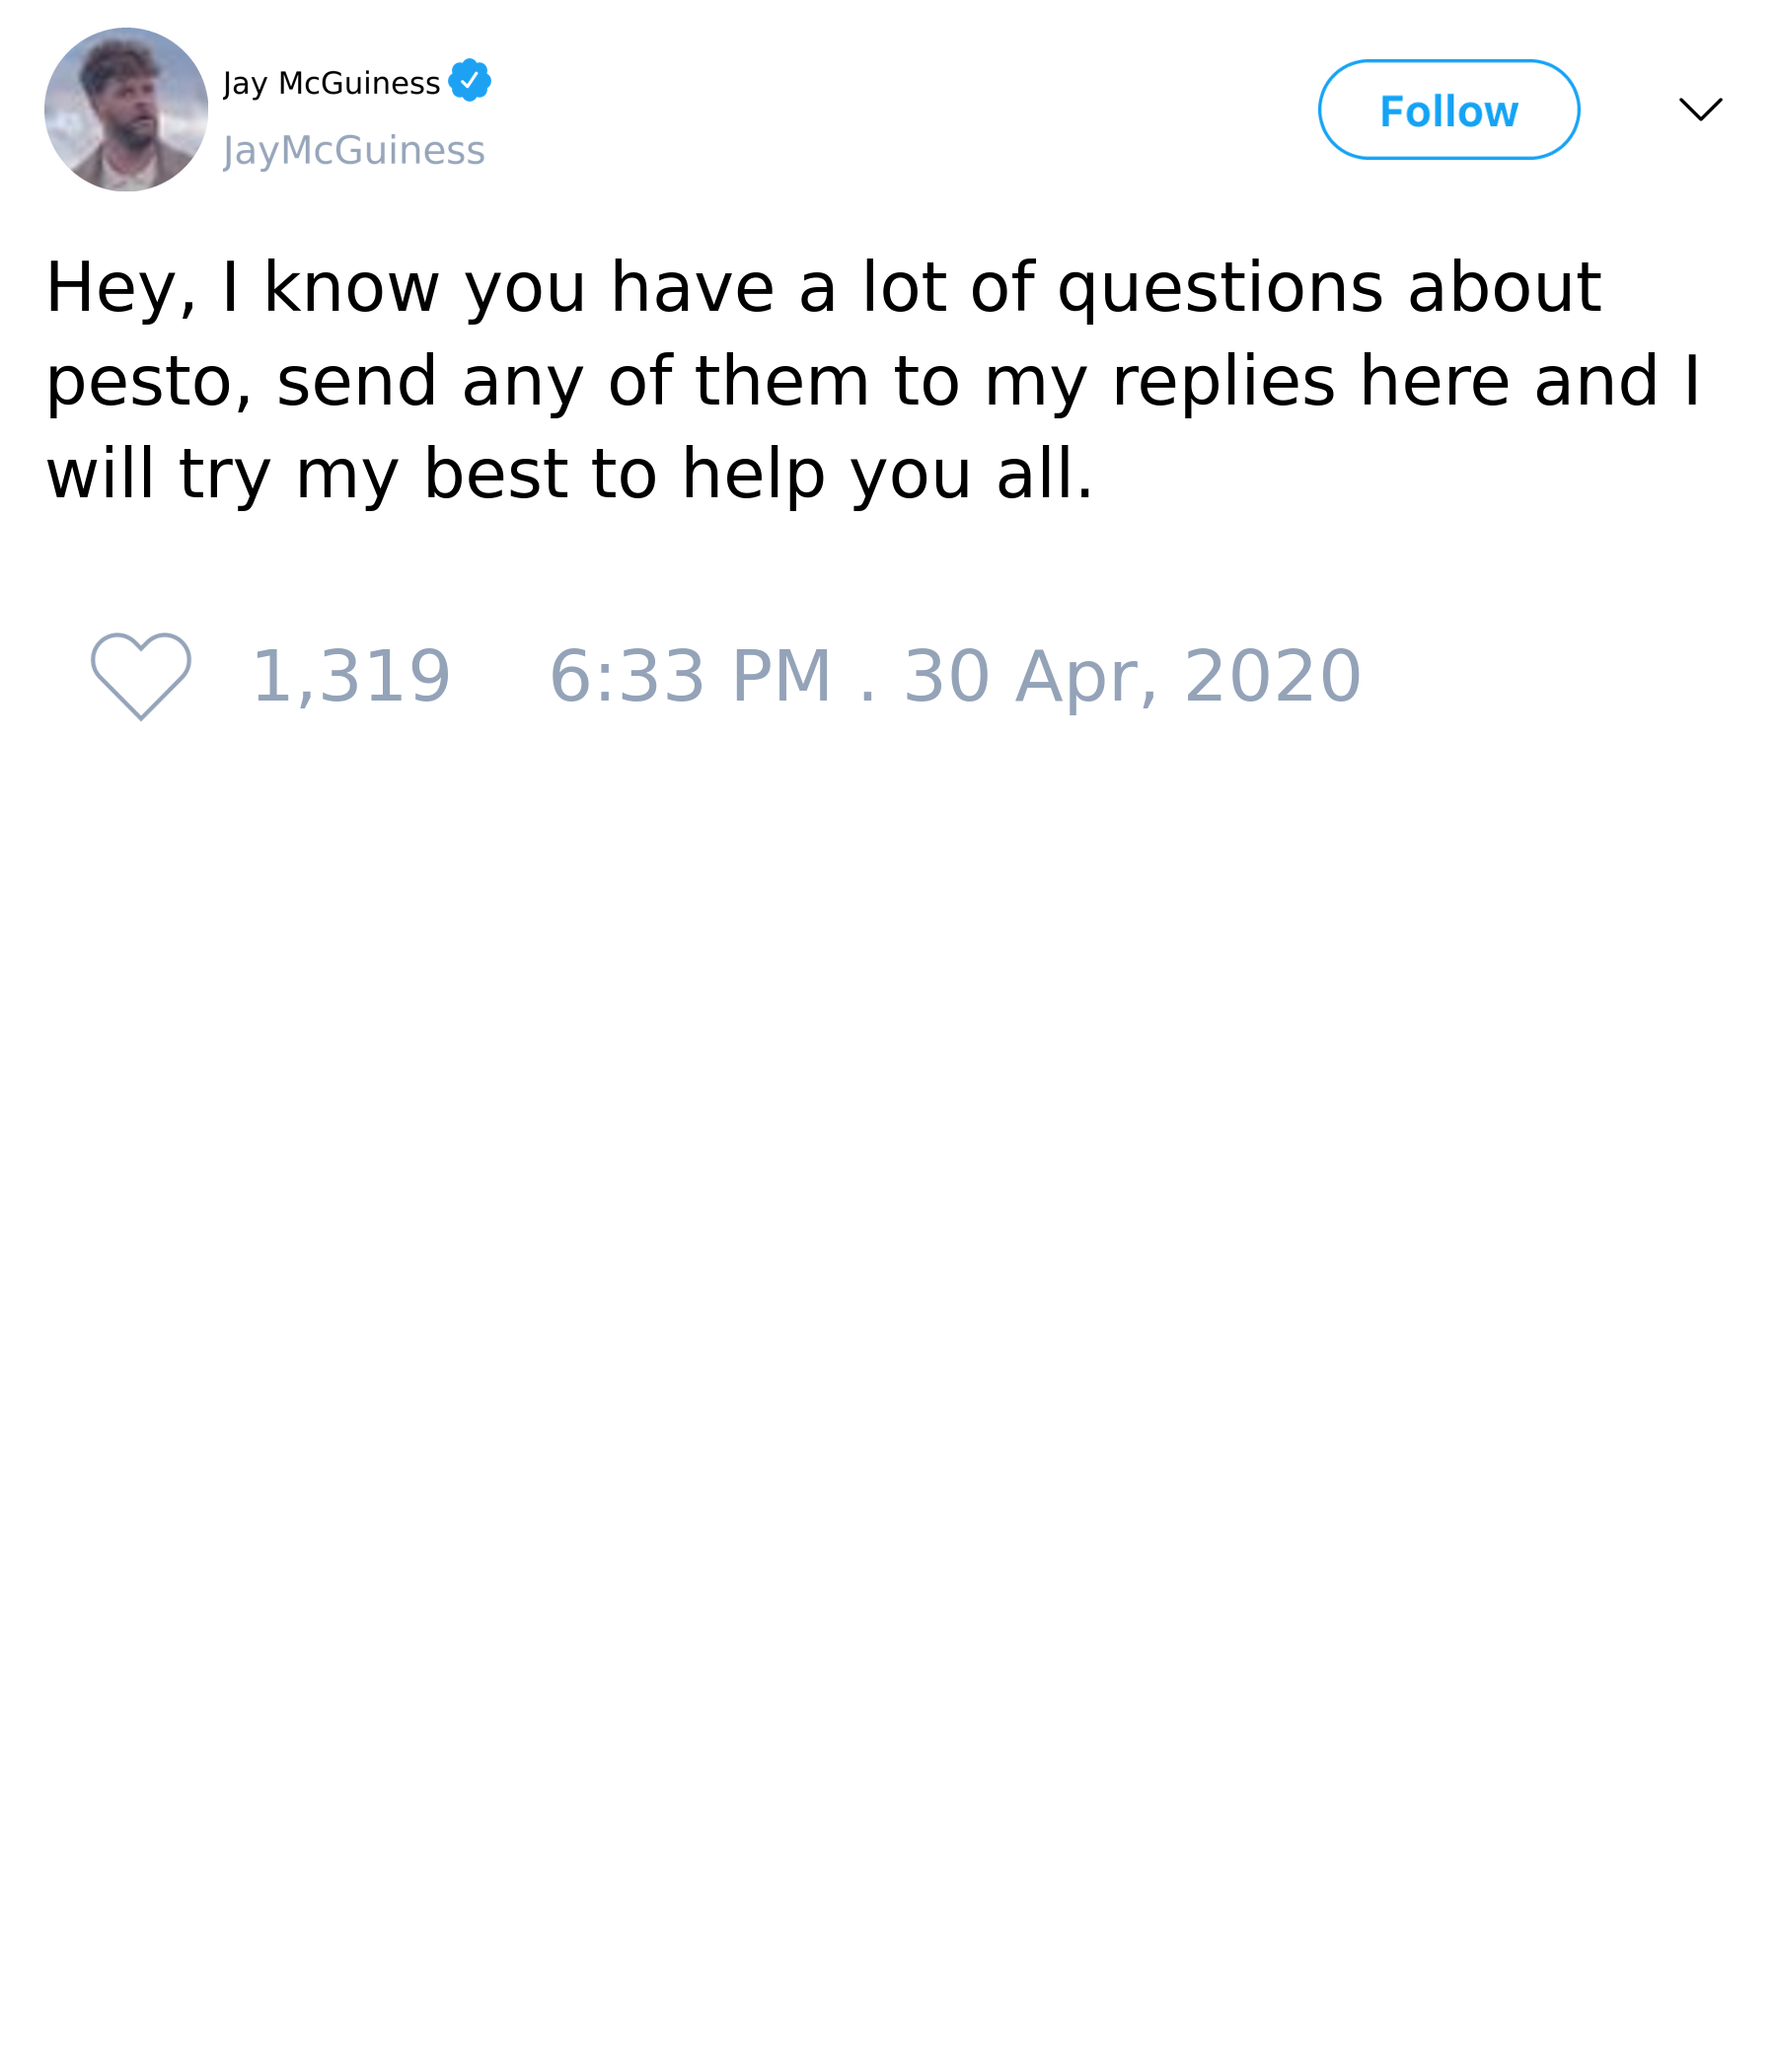 Jay McGuiness
JayMcGuiness
Follow
Hey, I know you have a lot of questions about
pesto, send any of them to my replies here and I
will try my best to help you all.
1,319 6:33 PM . 30 Apr, 2020